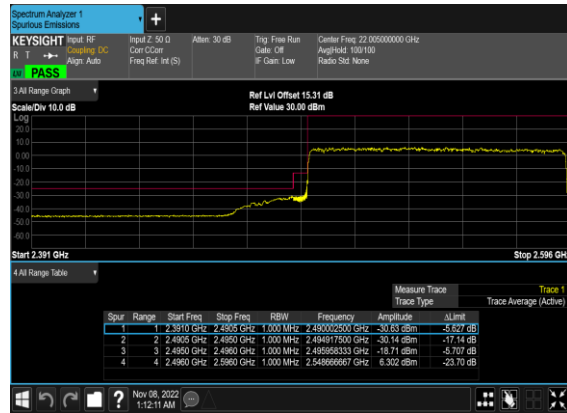 Spectrum Analyzer 1
Spurious Emissions
KEYSIGHT Input: RF Input Z: 50 Ω Atten: 30 dB Trig: Free Run Center Freq: 22.005000000 GHz
R T Coupling: DC Corr CCorr Gate: Off Avg|Hold: 100/100
Align: Auto Freq Ref: Int (S) IF Gain: Low Radio Std: None
LV PASS
3 All Range Graph
Ref Lvl Offset 15.31 dB
Scale/Div 10.0 dB Ref Value 30.00 dBm
Log
20.0
10.0
0.00
-10.0
-20.0
-30.0
-40.0
-50.0
-60.0
Start 2.391 GHz Stop 2.596 GH
4 All Range Table
Measure Trace Trace 1
Trace Type Trace Average (Active)
Spur Range Start Freq Stop Freq RBW Frequency Amplitude ΔLimit
1 1 2.3910 GHz 2.4905 GHz 1.000 MHz 2.490002500 GHz -30.63 dBm -5.627 dB
2 2 2.4905 GHz 2.4950 GHz 1.000 MHz 2.494917500 GHz -30.14 dBm -17.14 dB
3 3 2.4950 GHz 2.4960 GHz 1.000 MHz 2.495958333 GHz -18.71 dBm -5.707 dB
4 4 2.4960 GHz 2.5960 GHz 1.000 MHz 2.548666667 GHz 6.302 dBm -23.70 dB
Nov 08, 2022
1:12:11 AM